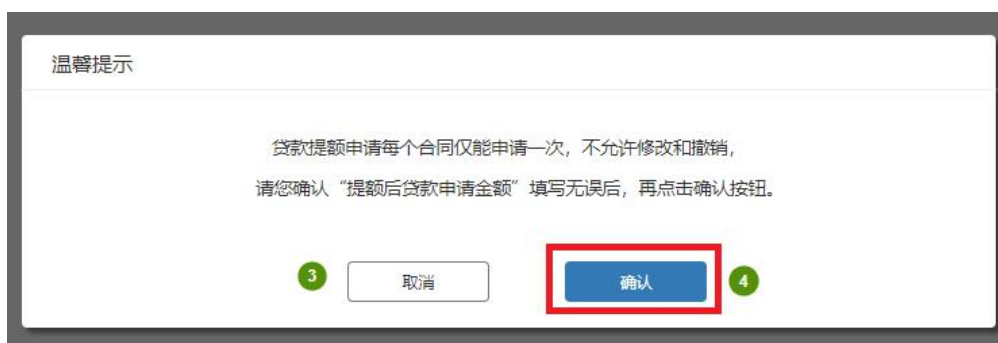 温馨提示
贷款提额申请每个合同仅能申请一次，不允许修改和撤销，
请您确认“提额后贷款申请金额”填写无误后，再点击确认按钮。
3 取消 确认 4